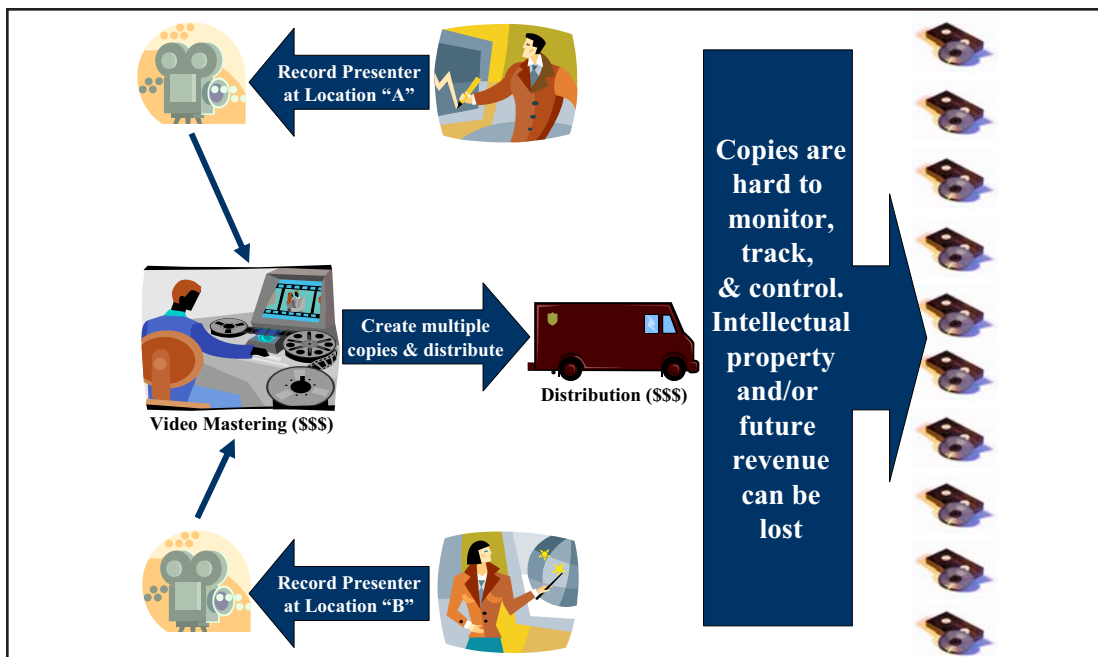 Record Presenter
at Location “A”
Create multiple
copies & distribute
Video Mastering ($$$)
Distribution ($$$)
Record Presenter
at Location “B”
Copies are
hard to
monitor,
track,
& control.
Intellectual
property
and/or
future
revenue
can be
lost